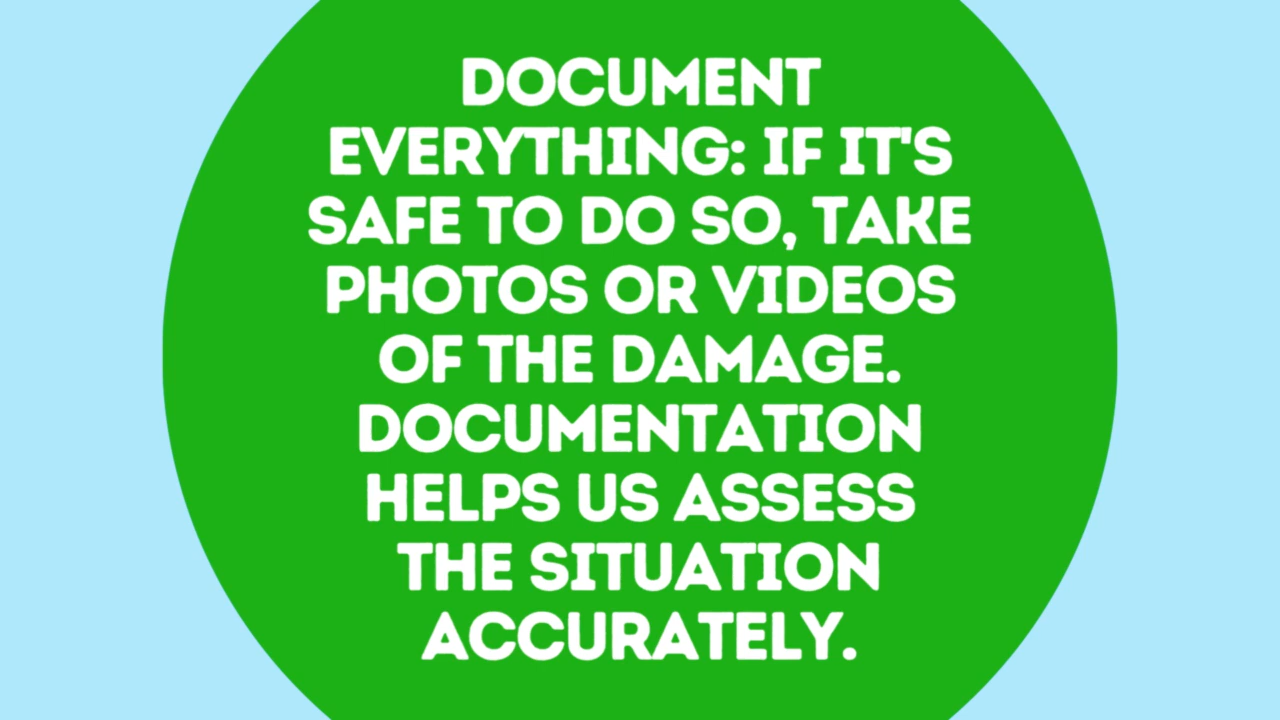 DOCUMENT
EVERYTHING: IF IT'S
SAFE TO DO SO, TAKE
PHOTOS OR VIDEOS
OF THE DAMAGE.
DOCUMENTATION
HELPS US ASSESS
THE SITUATION
ACCURATELY.